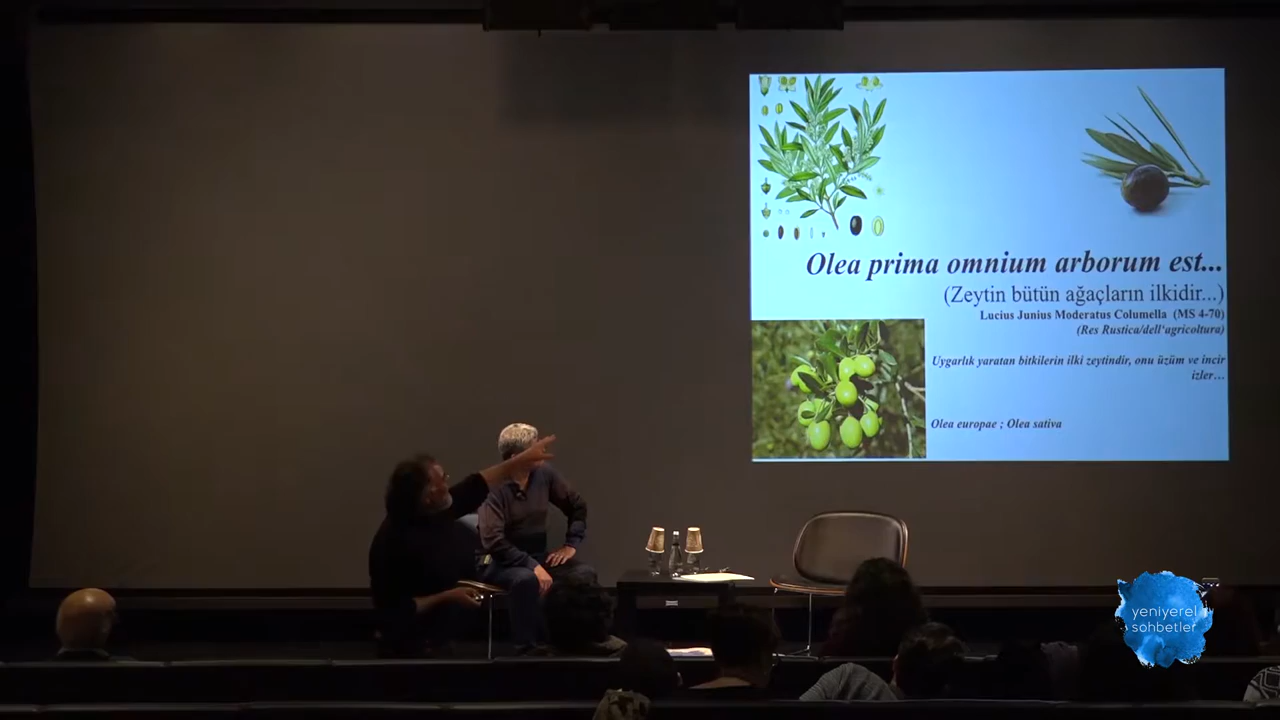 Olea prima omnium arborum est...
(Zeytin bütün ağaçların ilkidir...)
Lucius Junius Moderatus Columella (MS 4-70)
(Res Rustica/dell'agricoltura)
Uygarlık yaratan bitkilerin ilki zeytindir, onu üzüm ve incir
izler...
Olea europae ; Olea sativa
yeniyerel
sohbetler